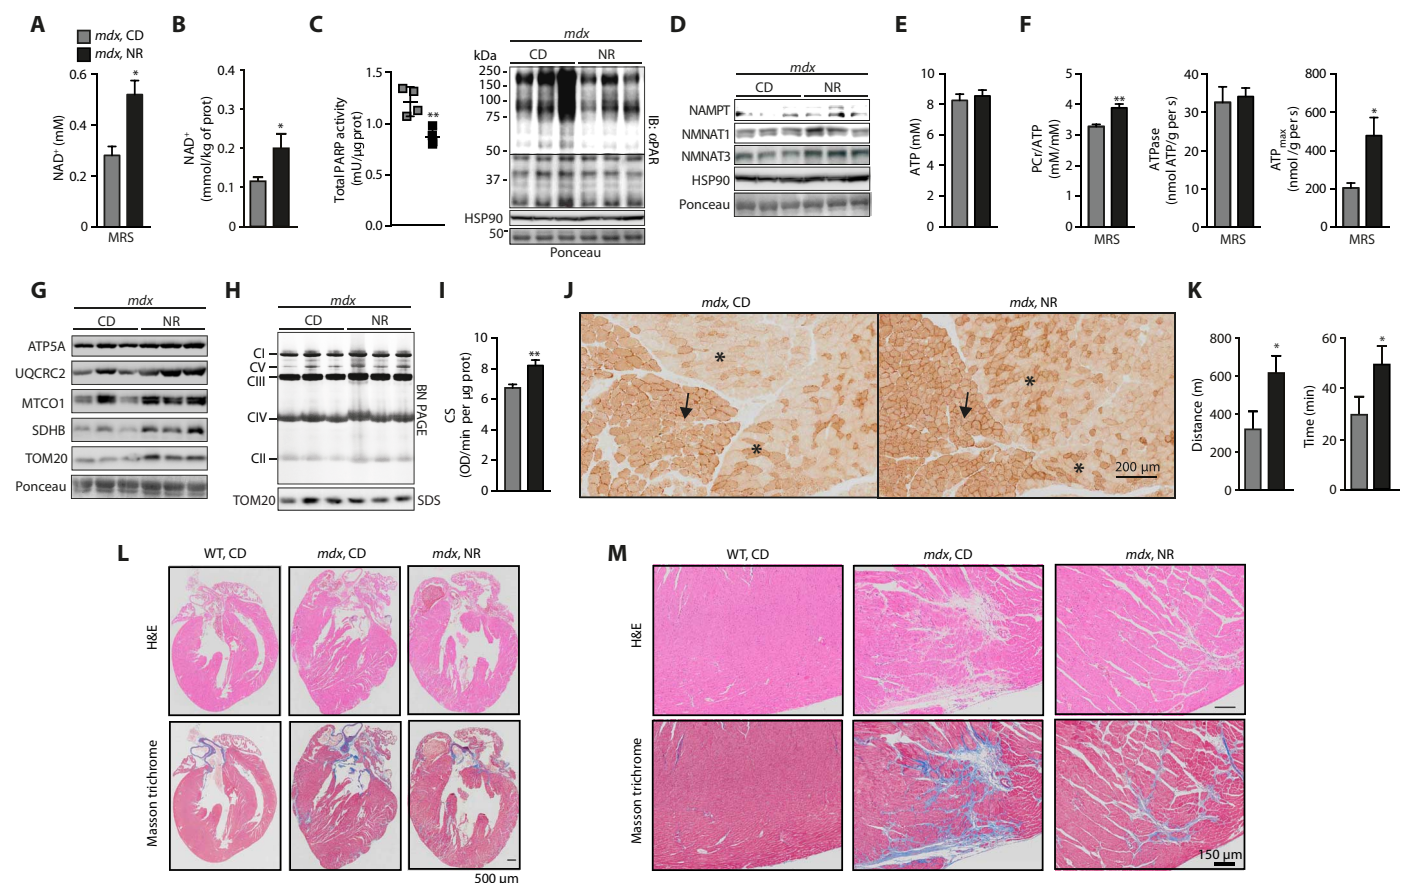 A
mdx, CD
mdx, NR
NAD⁺ (mM)
0.6
0.4
0.2
0
*
MRS
B
NAD⁺
(mmol/kg of prot)
0.4
0.3
0.2
0.1
0
*
C
Total PARP activity
(mU/µg prot)
1.5
1.0
0.5
0.0
**
mdx
kDa
CD
NR
250
150
100
75
50
37
IB: αPAR
HSP90
50
Ponceau
D
mdx
CD
NR
NAMPT
NMNAT1
NMNAT3
HSP90
Ponceau
E
ATP (mM)
10
8
6
4
2
0
F
PCr/ATP
(mM/mM)
5
4
3
2
1
0
**
MRS
ATPase
(nmol ATP/g per s)
40
30
20
10
0
MRS
ATPmax
(nmol/g per s)
800
600
400
200
0
*
MRS
G
mdx
CD
NR
ATP5A
UQCRC2
MTCO1
SDHB
TOM20
Ponceau
H
mdx
CD
NR
CI
CV
CIII
CIV
CII
BN PAGE
TOM20
SDS
I
CS
(OD/min per µg prot)
10
8
6
4
2
0
**
J
mdx, CD
mdx, NR
*
*
*
*
200 µm
K
Distance (m)
800
600
400
200
0
*
Time (min)
60
40
20
0
*
L
WT, CD
mdx, CD
mdx, NR
H&E
Masson trichrome
500 µm
M
WT, CD
mdx, CD
mdx, NR
H&E
Masson trichrome
150 µm